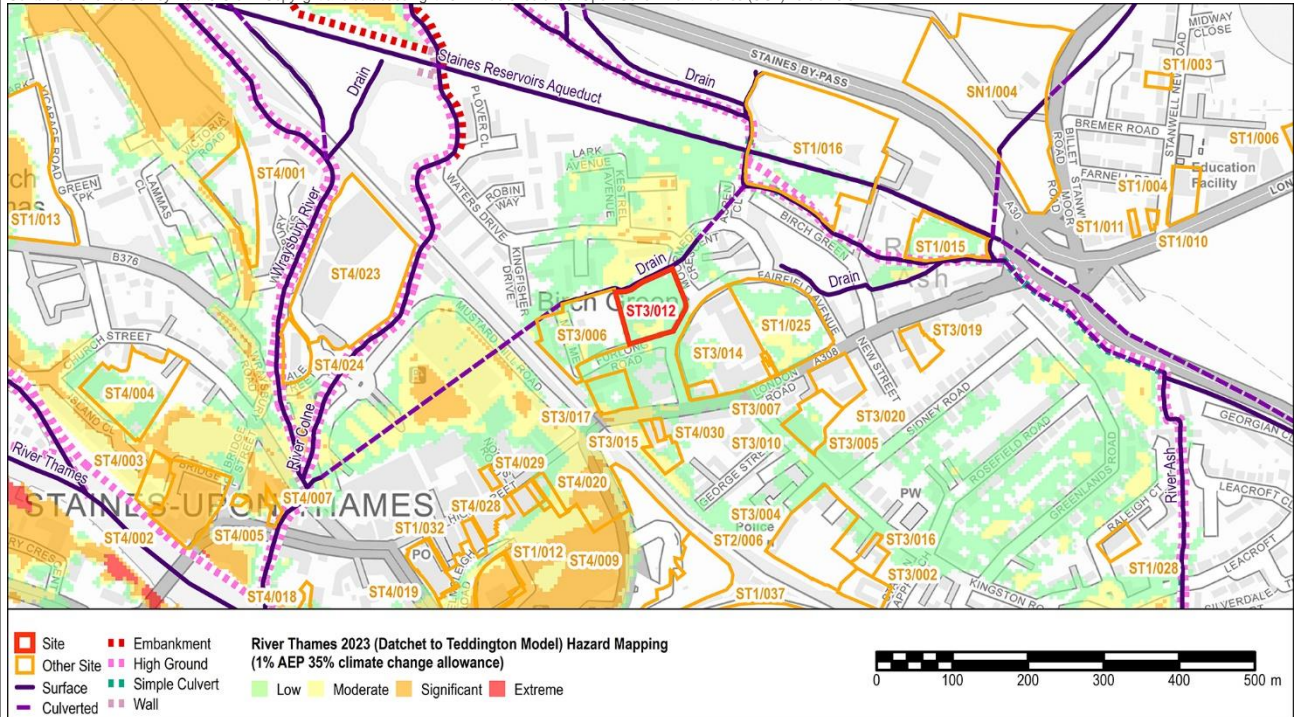 STAINES BY-PASS
MIDWAY
CLOSE
ST1/003
SN1/004
Drain
Staines Reservoirs Aqueduct
Drain
BREMER ROAD
ST1/006
VICARAGE ROAD
VICTORIA
ROAD
PLOVER CL
LARK
AVENUE
KESTREL
AVENUE
ST1/016
BILLET
ROAD
Education
Facility
ST4/001
LAMMAS
GREEN
PK
ROBIN
WAY
WATERS DRIVE
FARNELL
ST1/004
ST1/013
Wraysbury River
BIRCH GREEN
A30
ST1/011
ST1/010
ST1/015
B376
ST4/023
KINGFISHER
DRIVE
Drain
CRESCENT
FAIRFIELD AVENUE
Drain
Ash
Birch Green
ST3/012
ST3/006
ST1/025
ST3/019
CHURCH STREET
MUSTARD MILL ROAD
FURLONG
ROAD
ST3/014
A308
ST4/024
NEW STREET
ST4/004
LONDON
ROAD
River Colne
ST3/017
ST3/007
ST3/020
SIDNEY ROAD
GEORGIAN CL
ST3/015
ST4/030
ST3/010
ST3/005
River Thames
ST4/003
BRIDGE
ST4/029
GEORGE STREET
ROSEFIELD ROAD
GREENLANDS ROAD
River Ash
LEACROFT CL
STAINES-UPON-THAMES
ST4/007
ST4/020
ST4/028
ST3/004
PW
RALEIGH CT
ST4/002
ST4/005
ST1/032
Police
ST2/006
ST3/016
LEACROFT
PO
ST1/012
ST4/009
ST3/002
ST1/028
ST4/018
ST4/019
ST1/037
KINGSTON ROAD
SILVERDALE
Site
Other Site
Surface
Culverted
Embankment
High Ground
Simple Culvert
Wall
River Thames 2023 (Datchet to Teddington Model) Hazard Mapping
(1% AEP 35% climate change allowance)
Low Moderate Significant Extreme
0 100 200 300 400 500 m